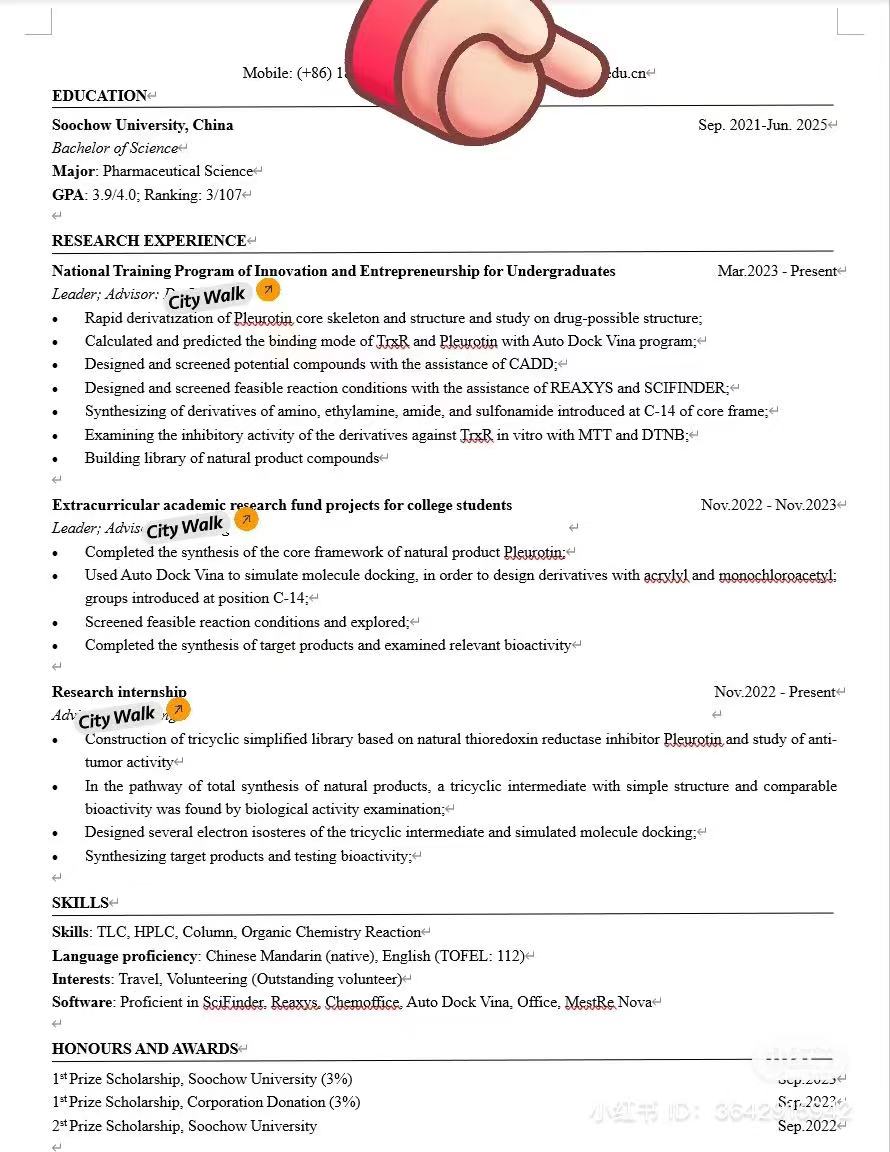 Mobile: (+86) 1 edu.cn
EDUCATION
Soochow University, China Sep. 2021-Jun. 2025
Bachelor of Science
Major: Pharmaceutical Science
GPA: 3.9/4.0; Ranking: 3/107
RESEARCH EXPERIENCE
National Training Program of Innovation and Entrepreneurship for Undergraduates Mar.2023 - Present
Leader; Advisor: City Walk
• Rapid derivatization of Pleurotin core skeleton and structure and study on drug-possible structure;
• Calculated and predicted the binding mode of TrxR and Pleurotin with Auto Dock Vina program;
• Designed and screened potential compounds with the assistance of CADD;
• Designed and screened feasible reaction conditions with the assistance of REAXYS and SCIFINDER;
• Synthesizing of derivatives of amino, ethylamine, amide, and sulfonamide introduced at C-14 of core frame;
• Examining the inhibitory activity of the derivatives against TrxR in vitro with MTT and DTNB;
• Building library of natural product compounds
Extracurricular academic research fund projects for college students Nov.2022 - Nov.2023
Leader; Advis City Walk
• Completed the synthesis of the core framework of natural product Pleurotin;
• Used Auto Dock Vina to simulate molecule docking, in order to design derivatives with acrylyl and monochloroacetyl;
groups introduced at position C-14;
• Screened feasible reaction conditions and explored;
• Completed the synthesis of target products and examined relevant bioactivity
Research internship Nov.2022 - Present
Adv City Walk
• Construction of tricyclic simplified library based on natural thioredoxin reductase inhibitor Pleurotin and study of anti-
tumor activity
• In the pathway of total synthesis of natural products, a tricyclic intermediate with simple structure and comparable
bioactivity was found by biological activity examination;
• Designed several electron isosteres of the tricyclic intermediate and simulated molecule docking;
• Synthesizing target products and testing bioactivity;
SKILLS
Skills: TLC, HPLC, Column, Organic Chemistry Reaction
Language proficiency: Chinese Mandarin (native), English (TOFEL: 112)
Interests: Travel, Volunteering (Outstanding volunteer)
Software: Proficient in SciFinder, Reaxys, Chemoffice, Auto Dock Vina, Office, MestRe Nova
HONOURS AND AWARDS
1st Prize Scholarship, Soochow University (3%) Sep.2023
1st Prize Scholarship, Corporation Donation (3%)
2st Prize Scholarship, Soochow University Sep.2022
小红书 ID: